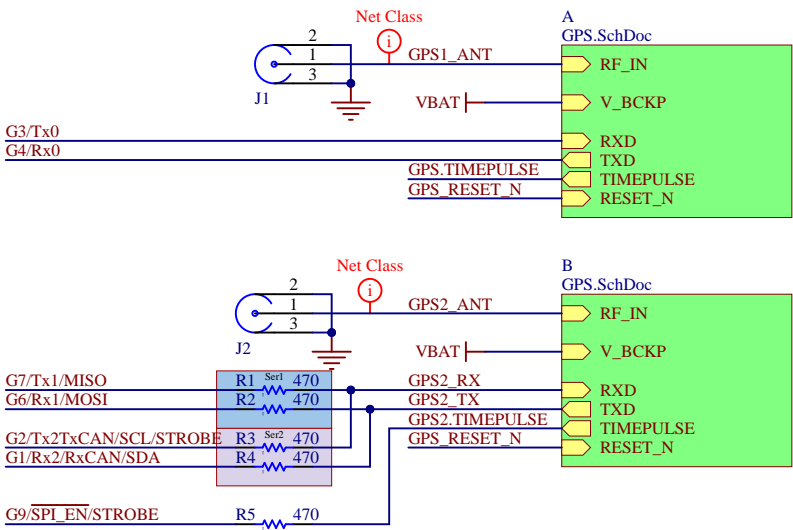 Net Class
A
GPS.SchDoc
2
1
3
J1
GPS1_ANT
RF_IN
VBAT
V_BCKP
G3/Tx0
RXD
G4/Rx0
TXD
GPS.TIMEPULSE
TIMEPULSE
GPS_RESET_N
RESET_N
Net Class
B
GPS.SchDoc
2
1
3
J2
GPS2_ANT
RF_IN
VBAT
V_BCKP
G7/Tx1/MISO
R1 Ser1 470
GPS2_RX
RXD
G6/Rx1/MOSI
R2 470
GPS2_TX
TXD
GPS2.TIMEPULSE
TIMEPULSE
G2/Tx2TxCAN/SCL/STROBE
R3 Ser2 470
GPS_RESET_N
RESET_N
G1/Rx2/RxCAN/SDA
R4 470
G9/SPI_EN/STROBE
R5 470